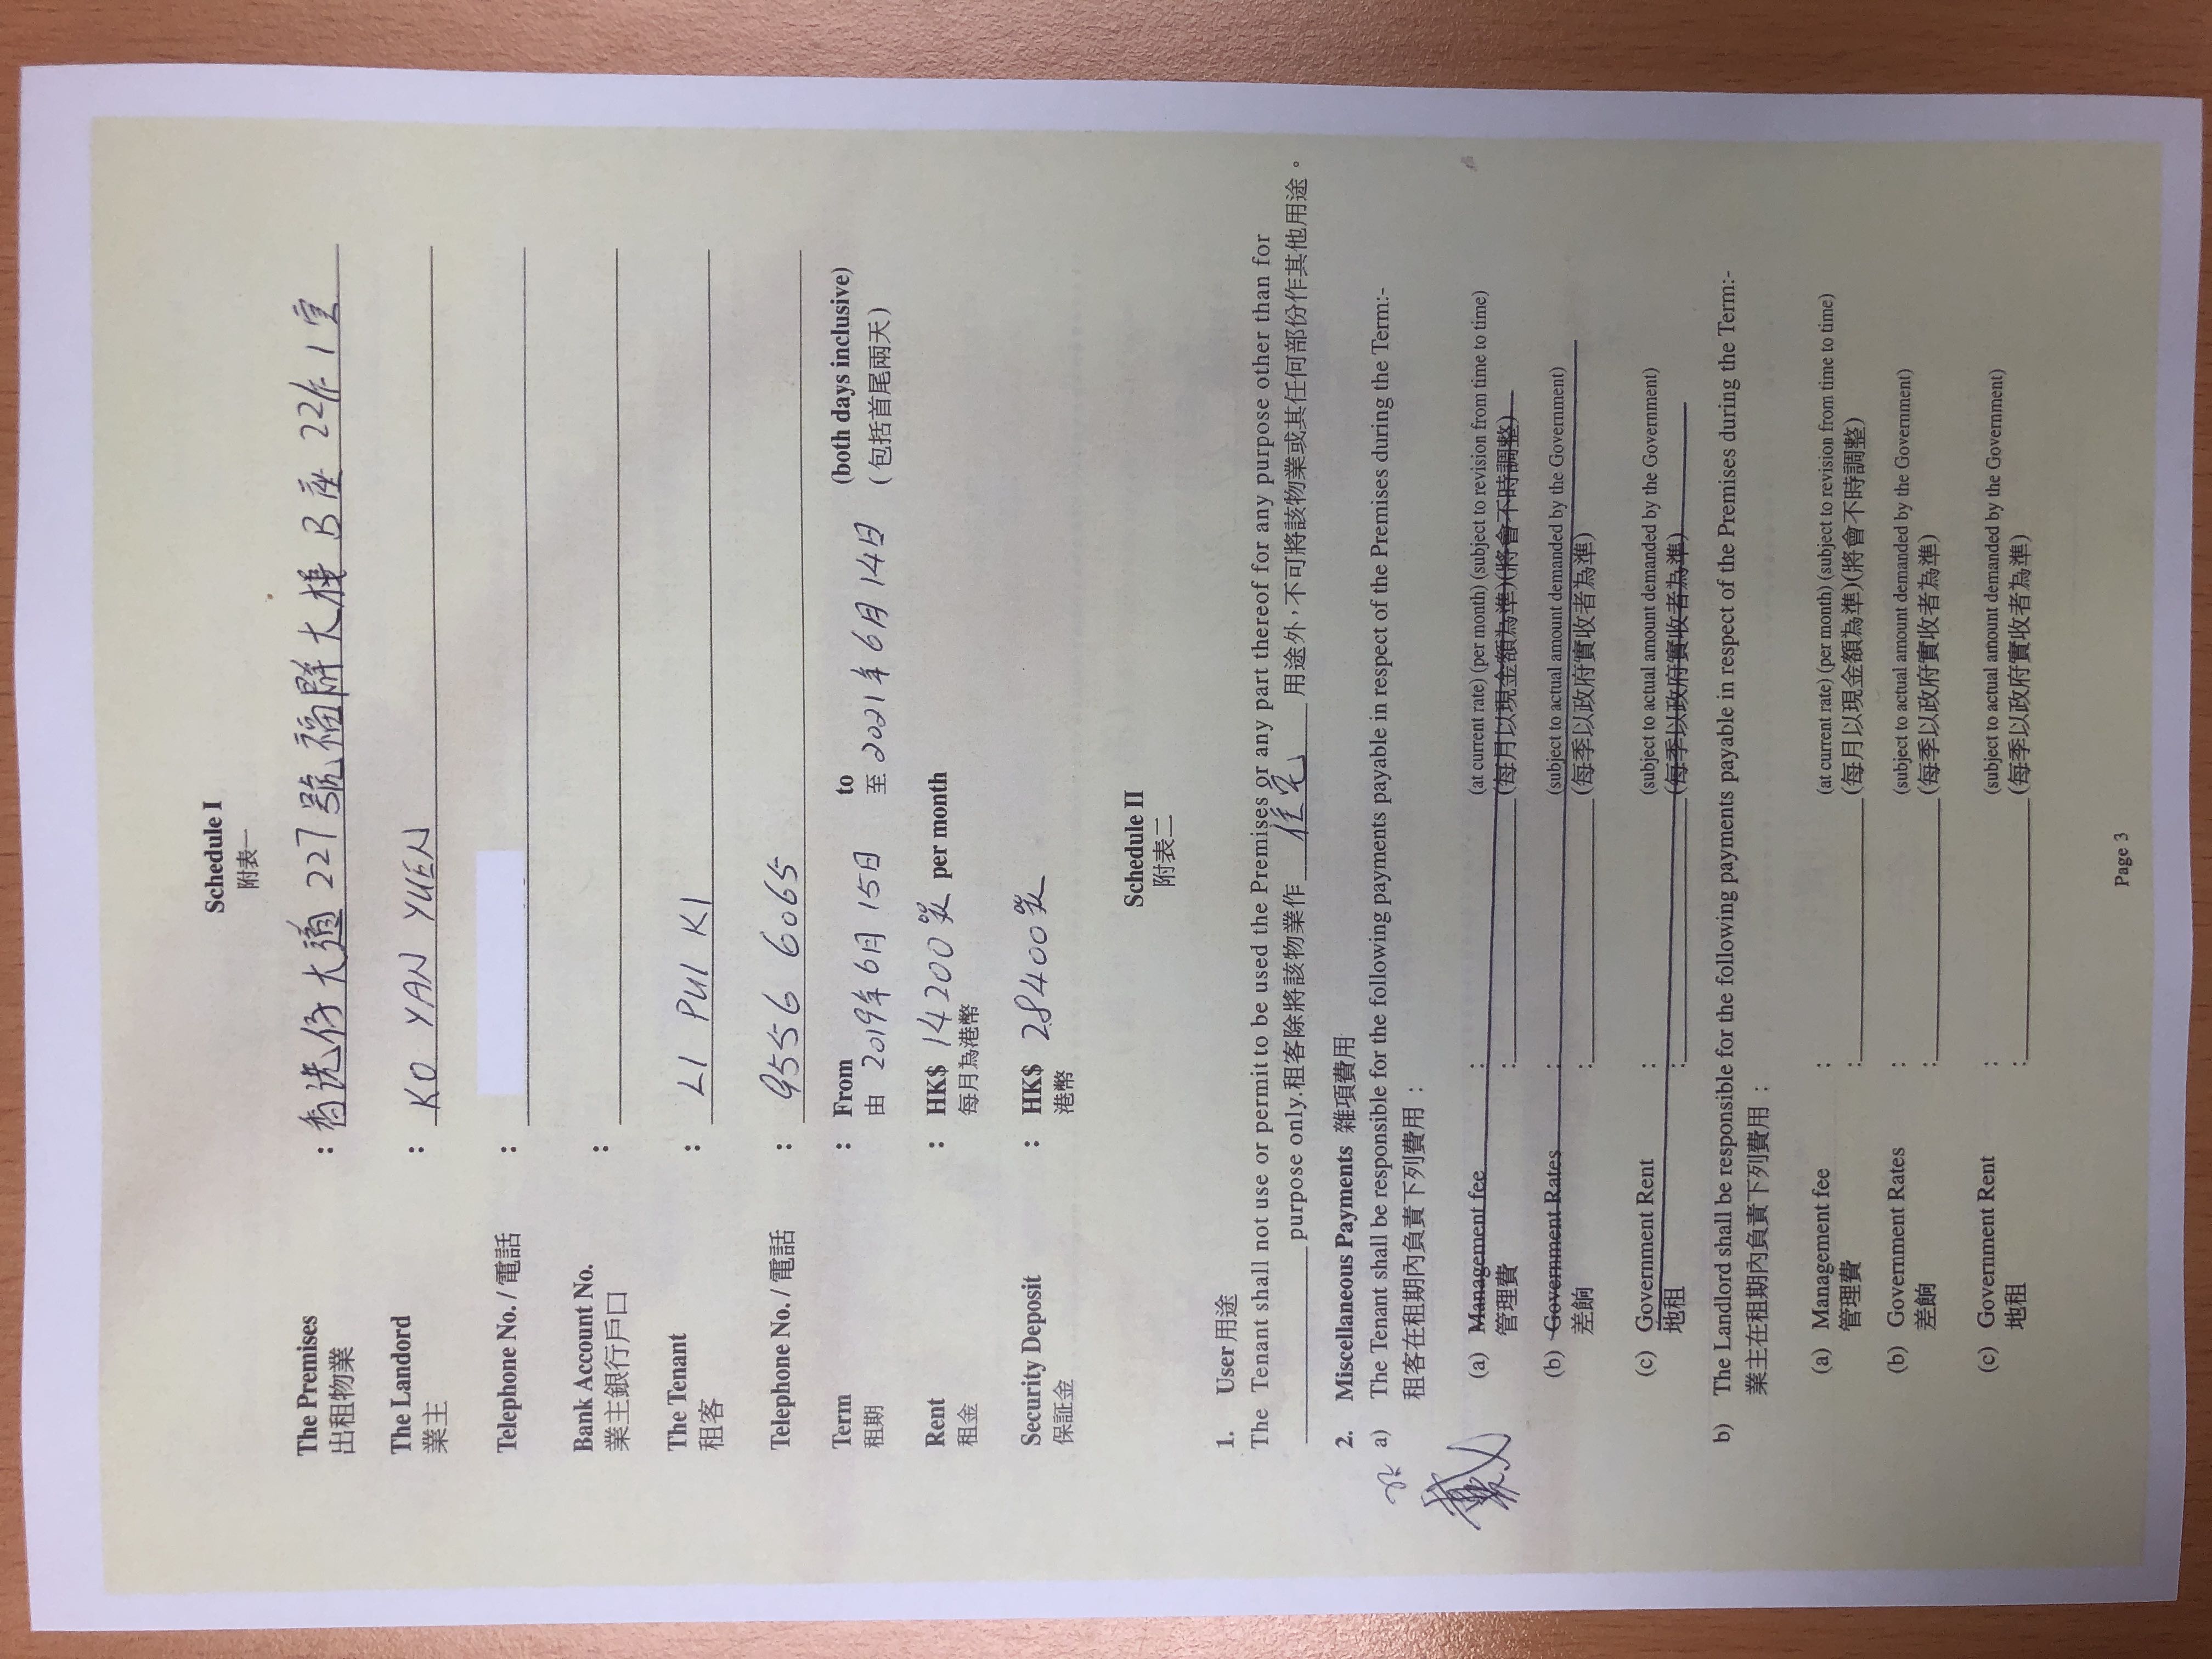 Schedule I
附表一
The Premises : 香港仔大道 227號福群大樓 B座 22/F 1室
出租物業
The Landord : KO YAN YUEN
業主
Telephone No. / 電話 :
Bank Account No. :
業主銀行戶口
The Tenant : LI PUI KI
租客
Telephone No. / 電話 : 9556 6065
Term : From to (both days inclusive)
租期 由 2019年6月15日 至 2021年6月14日 ( 包括首尾兩天 )
Rent : HK$ 14200 per month
租金 每月為港幣
Security Deposit : HK$ 28400
保証金 港幣
Schedule II
附表二
1. User 用途
The Tenant shall not use or permit to be used the Premises or any part thereof for any purpose other than for
purpose only.租客除將該物業作 住宅 用途外，不可將該物業或其任何部份作其他用途。
2. Miscellaneous Payments 雜項費用
a) The Tenant shall be responsible for the following payments payable in respect of the Premises during the Term:-
租客在租期內負責下列費用：
(a) Management fee : (at current rate) (per month) (subject to revision from time to time)
管理費 : (每月以現金額為準)(將會不時調整)
(b) Government Rates : (subject to actual amount demanded by the Government)
差餉 : (每季以政府實收者為準)
(c) Government Rent : (subject to actual amount demanded by the Government)
地租 : (每季以政府實收者為準)
b) The Landlord shall be responsible for the following payments payable in respect of the Premises during the Term:-
業主在租期內負責下列費用：
(a) Management fee : (at current rate) (per month) (subject to revision from time to time)
管理費 : (每月以現金額為準)(將會不時調整)
(b) Government Rates : (subject to actual amount demanded by the Government)
差餉 : (每季以政府實收者為準)
(c) Government Rent : (subject to actual amount demanded by the Government)
地租 : (每季以政府實收者為準)
Page 3